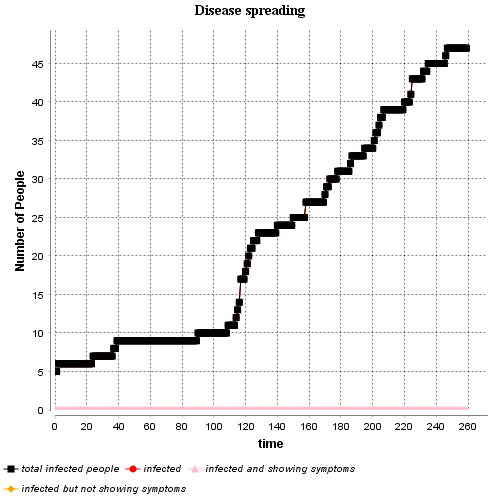 Disease spreading
Number of People
45
40
35
30
25
20
15
10
5
0
0 20 40 60 80 100 120 140 160 180 200 220 240 260
time
total infected people infected infected and showing symptoms
infected but not showing symptoms